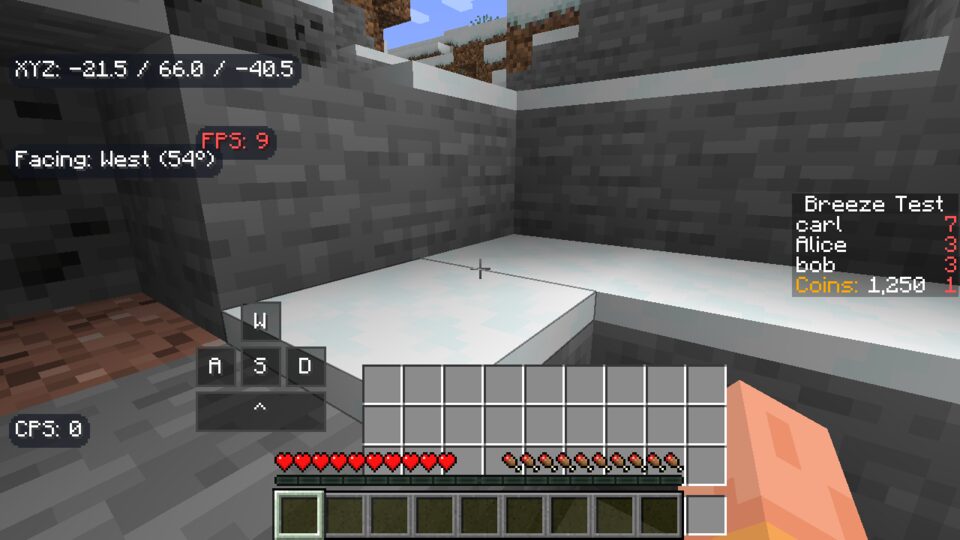 XYZ: -21.5 / 66.0 / -40.5
FPS: 9
Facing: West (54°)
Breeze Test
carl 7
Alice 3
bob 3
Coins: 1,250 1
W
A S D
^
CPS: 0